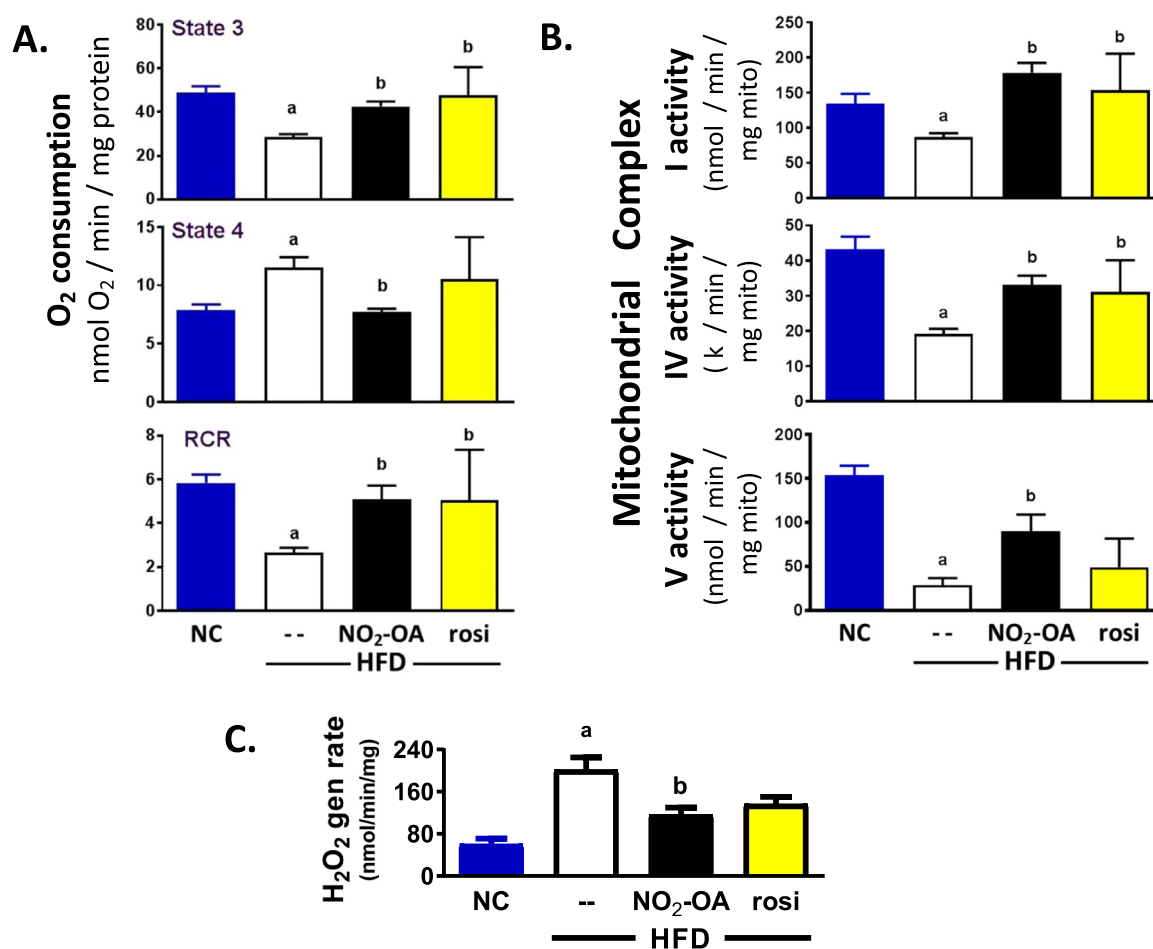 A.
O₂ consumption
nmol O₂ / min / mg protein
State 3
80
60
40
20
0
a
b
b
State 4
15
10
5
0
a
b
RCR
8
6
4
2
0
a
b
b
NC
- -
NO₂-OA
rosi
HFD
B.
Mitochondrial Complex
I activity
(nmol / min /
mg mito)
250
200
150
100
50
0
a
b
b
IV activity
( k / min /
mg mito)
50
40
30
20
10
0
a
b
b
V activity
(nmol / min /
mg mito)
200
150
100
50
0
a
b
NC
- -
NO₂-OA
rosi
HFD
C.
H₂O₂ gen rate
(nmol/min/mg)
240
160
80
0
a
b
NC
--
NO₂-OA
rosi
HFD